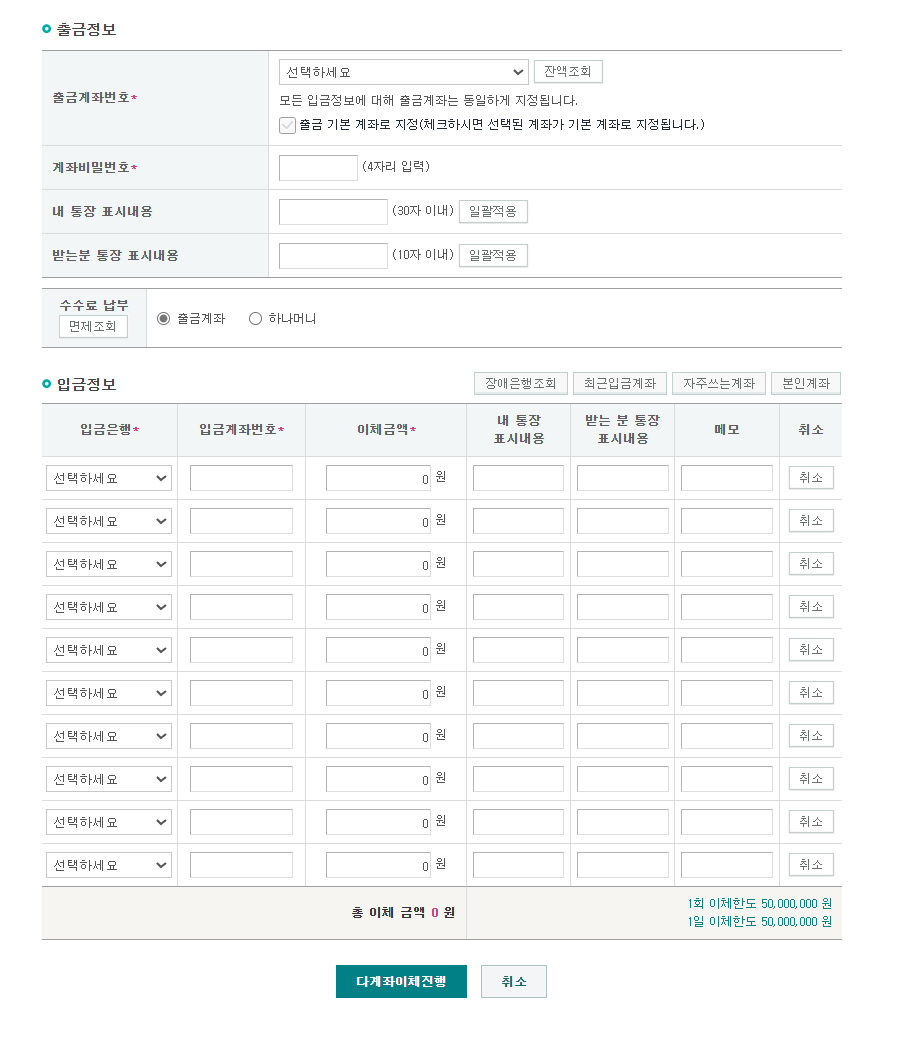 출금정보
출금계좌번호*
선택하세요 잔액조회
모든 입금정보에 대해 출금계좌는 동일하게 지정됩니다.
출금 기본 계좌로 지정(체크하시면 선택된 계좌가 기본 계좌로 지정됩니다.)
계좌비밀번호* (4자리 입력)
내 통장 표시내용 (30자 이내) 일괄적용
받는분 통장 표시내용 (10자 이내) 일괄적용
수수료 납부
면제조회
출금계좌 하나머니
입금정보 장애은행조회 최근입금계좌 자주쓰는계좌 본인계좌
입금은행* 입금계좌번호* 이체금액* 내 통장 표시내용 받는 분 통장 표시내용 메모 취소
선택하세요 0 원 취소
선택하세요 0 원 취소
선택하세요 0 원 취소
선택하세요 0 원 취소
선택하세요 0 원 취소
선택하세요 0 원 취소
선택하세요 0 원 취소
선택하세요 0 원 취소
선택하세요 0 원 취소
선택하세요 0 원 취소
총 이체 금액 0 원
1회 이체한도 50,000,000 원
1일 이체한도 50,000,000 원
다계좌이체진행 취소